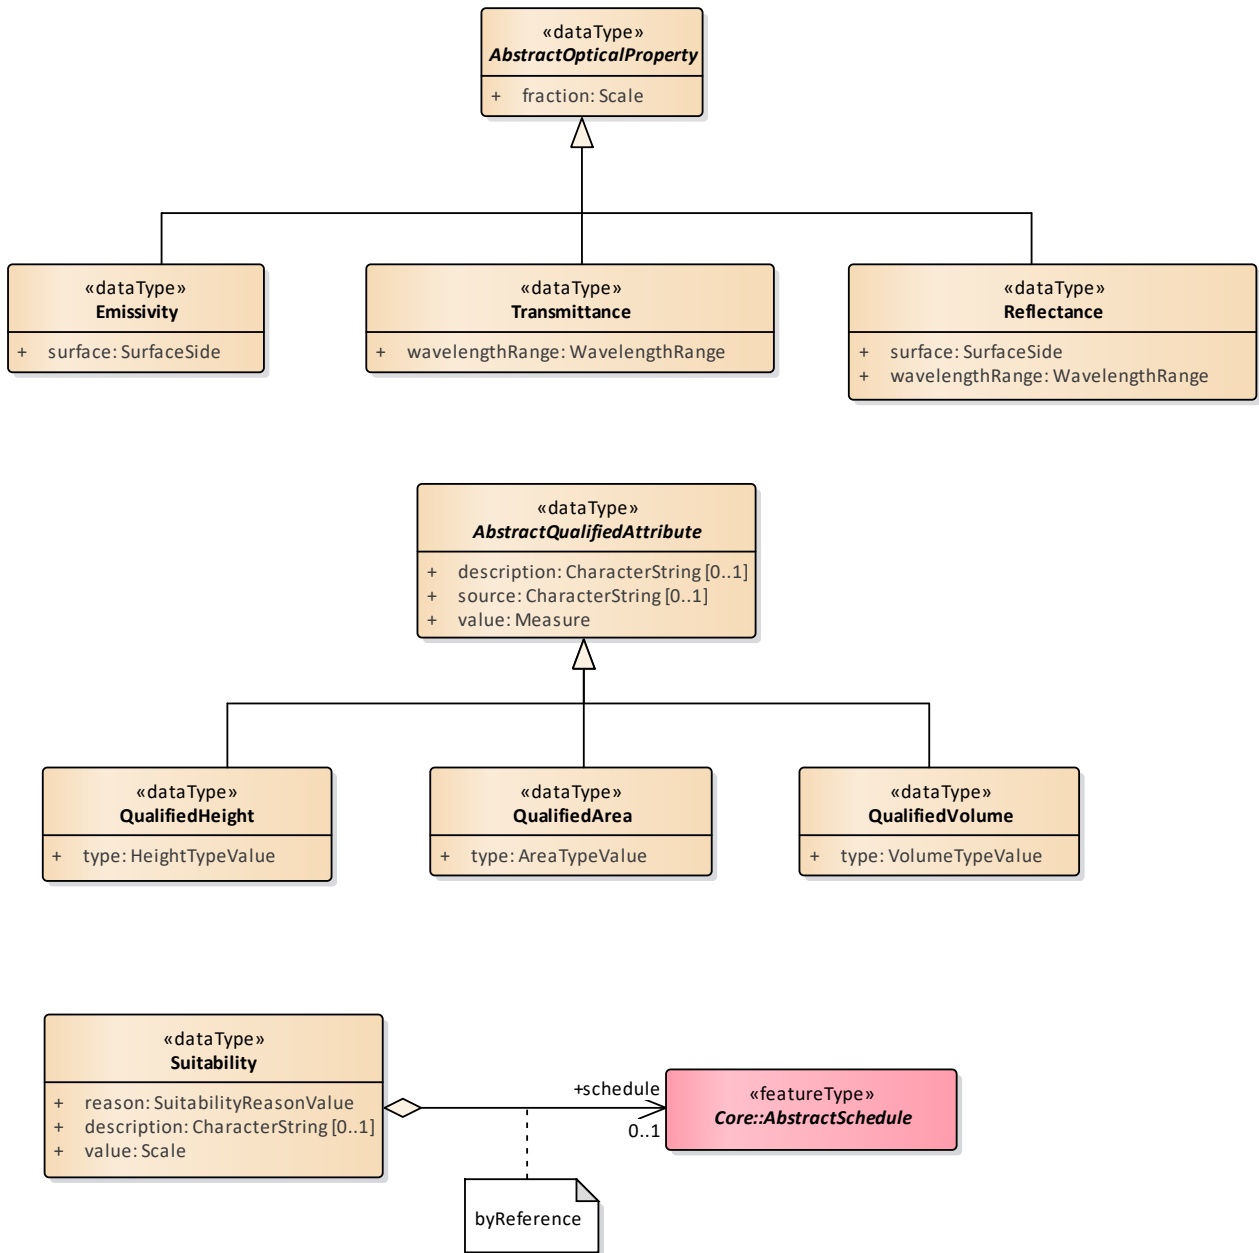 «dataType»
AbstractOpticalProperty
+ fraction: Scale
«dataType»
Emissivity
+ surface: SurfaceSide
«dataType»
Transmittance
+ wavelengthRange: WavelengthRange
«dataType»
Reflectance
+ surface: SurfaceSide
+ wavelengthRange: WavelengthRange
«dataType»
AbstractQualifiedAttribute
+ description: CharacterString [0..1]
+ source: CharacterString [0..1]
+ value: Measure
«dataType»
QualifiedHeight
+ type: HeightTypeValue
«dataType»
QualifiedArea
+ type: AreaTypeValue
«dataType»
QualifiedVolume
+ type: VolumeTypeValue
«dataType»
Suitability
+ reason: SuitabilityReasonValue
+ description: CharacterString [0..1]
+ value: Scale
+schedule
0..1
«featureType»
Core::AbstractSchedule
byReference